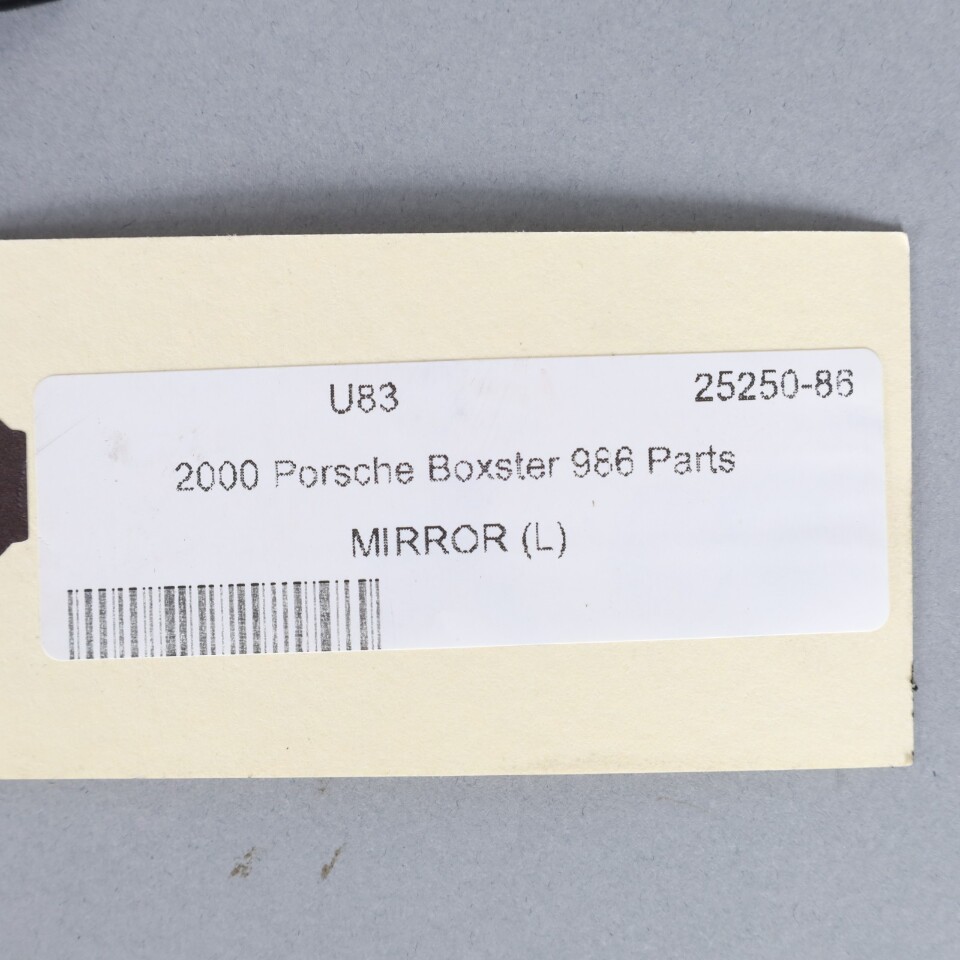 U83 25250-86
2000 Porsche Boxster 986 Parts
MIRROR (L)